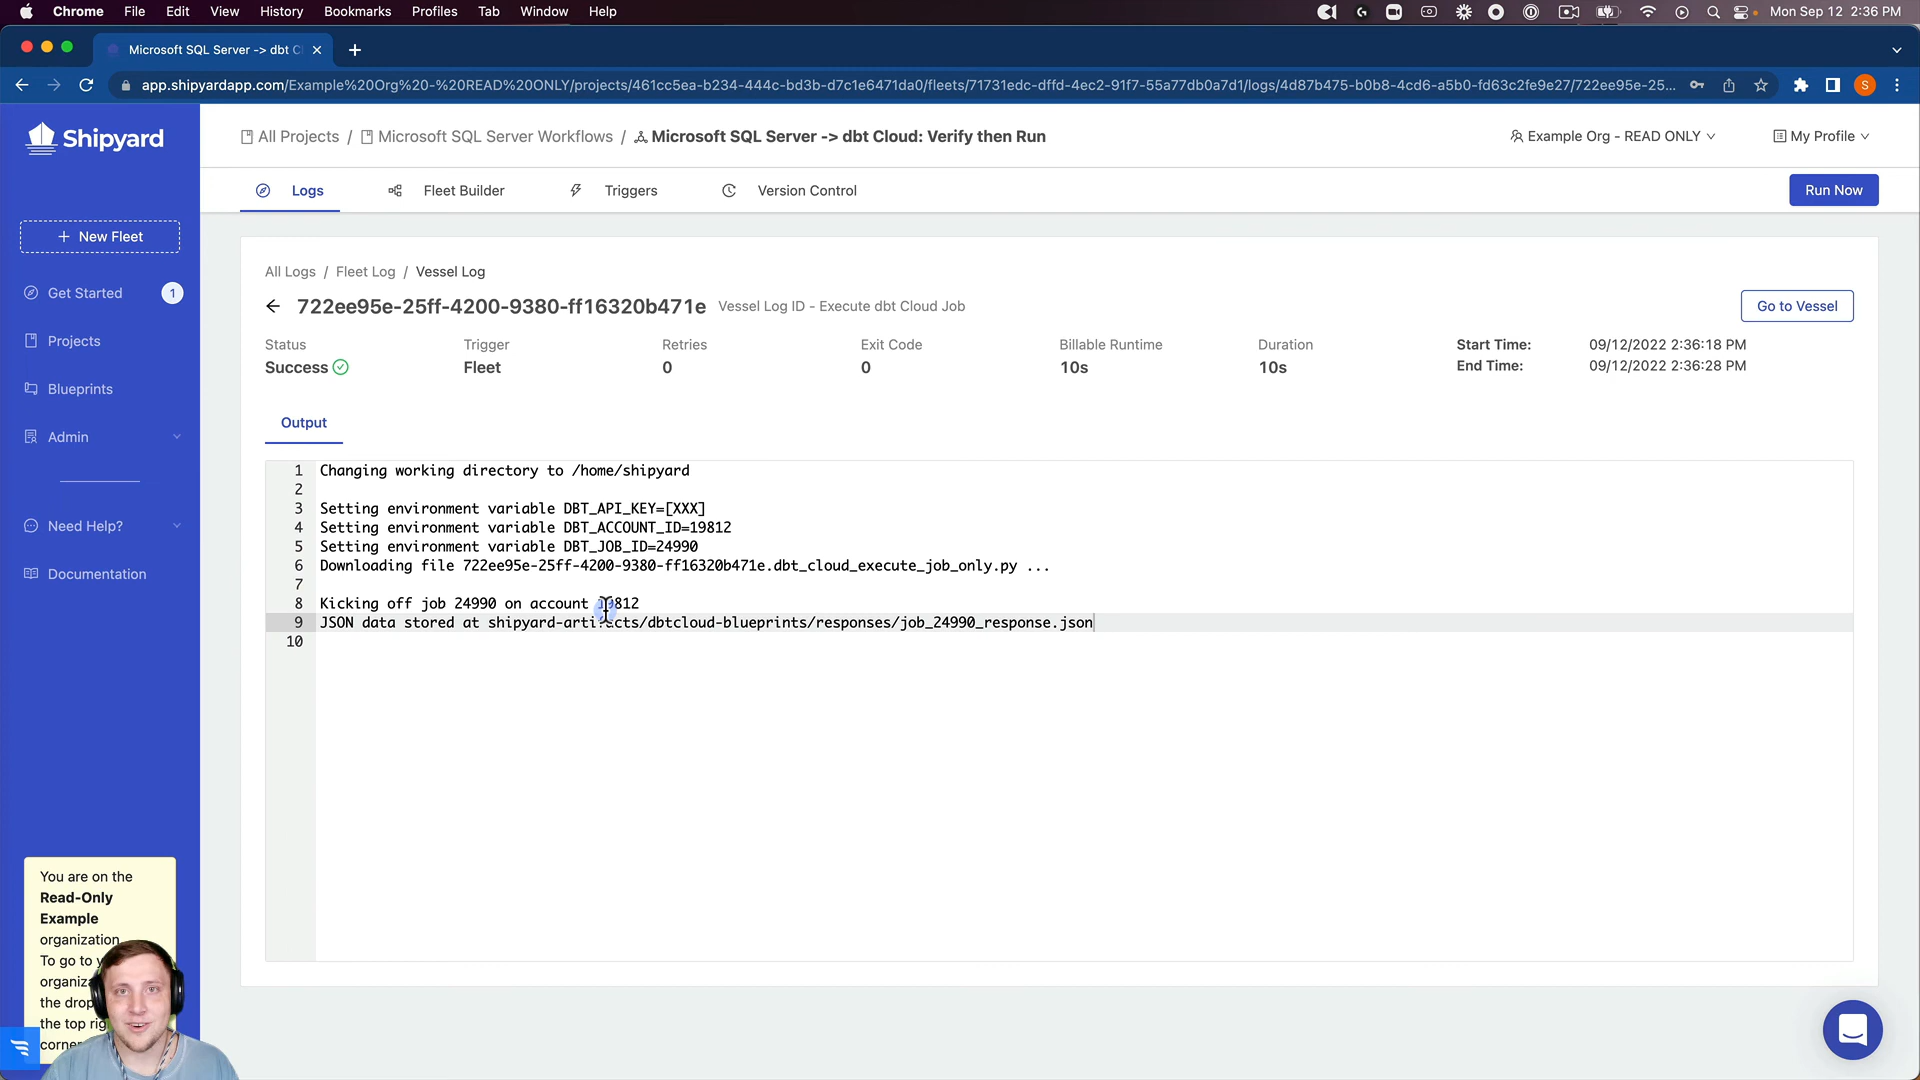 Chrome File Edit View History Bookmarks Profiles Tab Window Help Mon Sep 12 2:36 PM
Microsoft SQL Server -> dbt C
app.shipyardapp.com/Example%20Org%20-%20READ%20ONLY/projects/461cc5ea-b234-444c-bd3b-d7c1e6471da0/fleets/71731edc-dffd-4ec2-91f7-55a77db0a7d1/logs/4d87b475-b0b8-4cd6-a5b0-fd63c2fe9e27/722ee95e-25... S
Shipyard
All Projects / Microsoft SQL Server Workflows / Microsoft SQL Server -> dbt Cloud: Verify then Run Example Org - READ ONLY My Profile
Logs Fleet Builder Triggers Version Control Run Now
+ New Fleet
Get Started 1
Projects
Blueprints
Admin
Need Help?
Documentation
All Logs / Fleet Log / Vessel Log
722ee95e-25ff-4200-9380-ff16320b471e Vessel Log ID - Execute dbt Cloud Job Go to Vessel
Status Trigger Retries Exit Code Billable Runtime Duration Start Time: 09/12/2022 2:36:18 PM
Success Fleet 0 0 10s 10s End Time: 09/12/2022 2:36:28 PM
Output
1 Changing working directory to /home/shipyard
2
3 Setting environment variable DBT_API_KEY=[XXX]
4 Setting environment variable DBT_ACCOUNT_ID=19812
5 Setting environment variable DBT_JOB_ID=24990
6 Downloading file 722ee95e-25ff-4200-9380-ff16320b471e.dbt_cloud_execute_job_only.py ...
7
8 Kicking off job 24990 on account 19812
9 JSON data stored at shipyard-artifacts/dbtcloud-blueprints/responses/job_24990_response.json
10
You are on the
Read-Only
Example
organization
To go to
the drop
the top